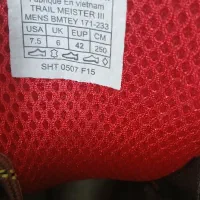 Fabriqué En Vietnam
TRAIL MEISTER III
MENS BMTEY 171-233
USA UK EUP CM
7.5 6 42 250
SHT 0507 F15